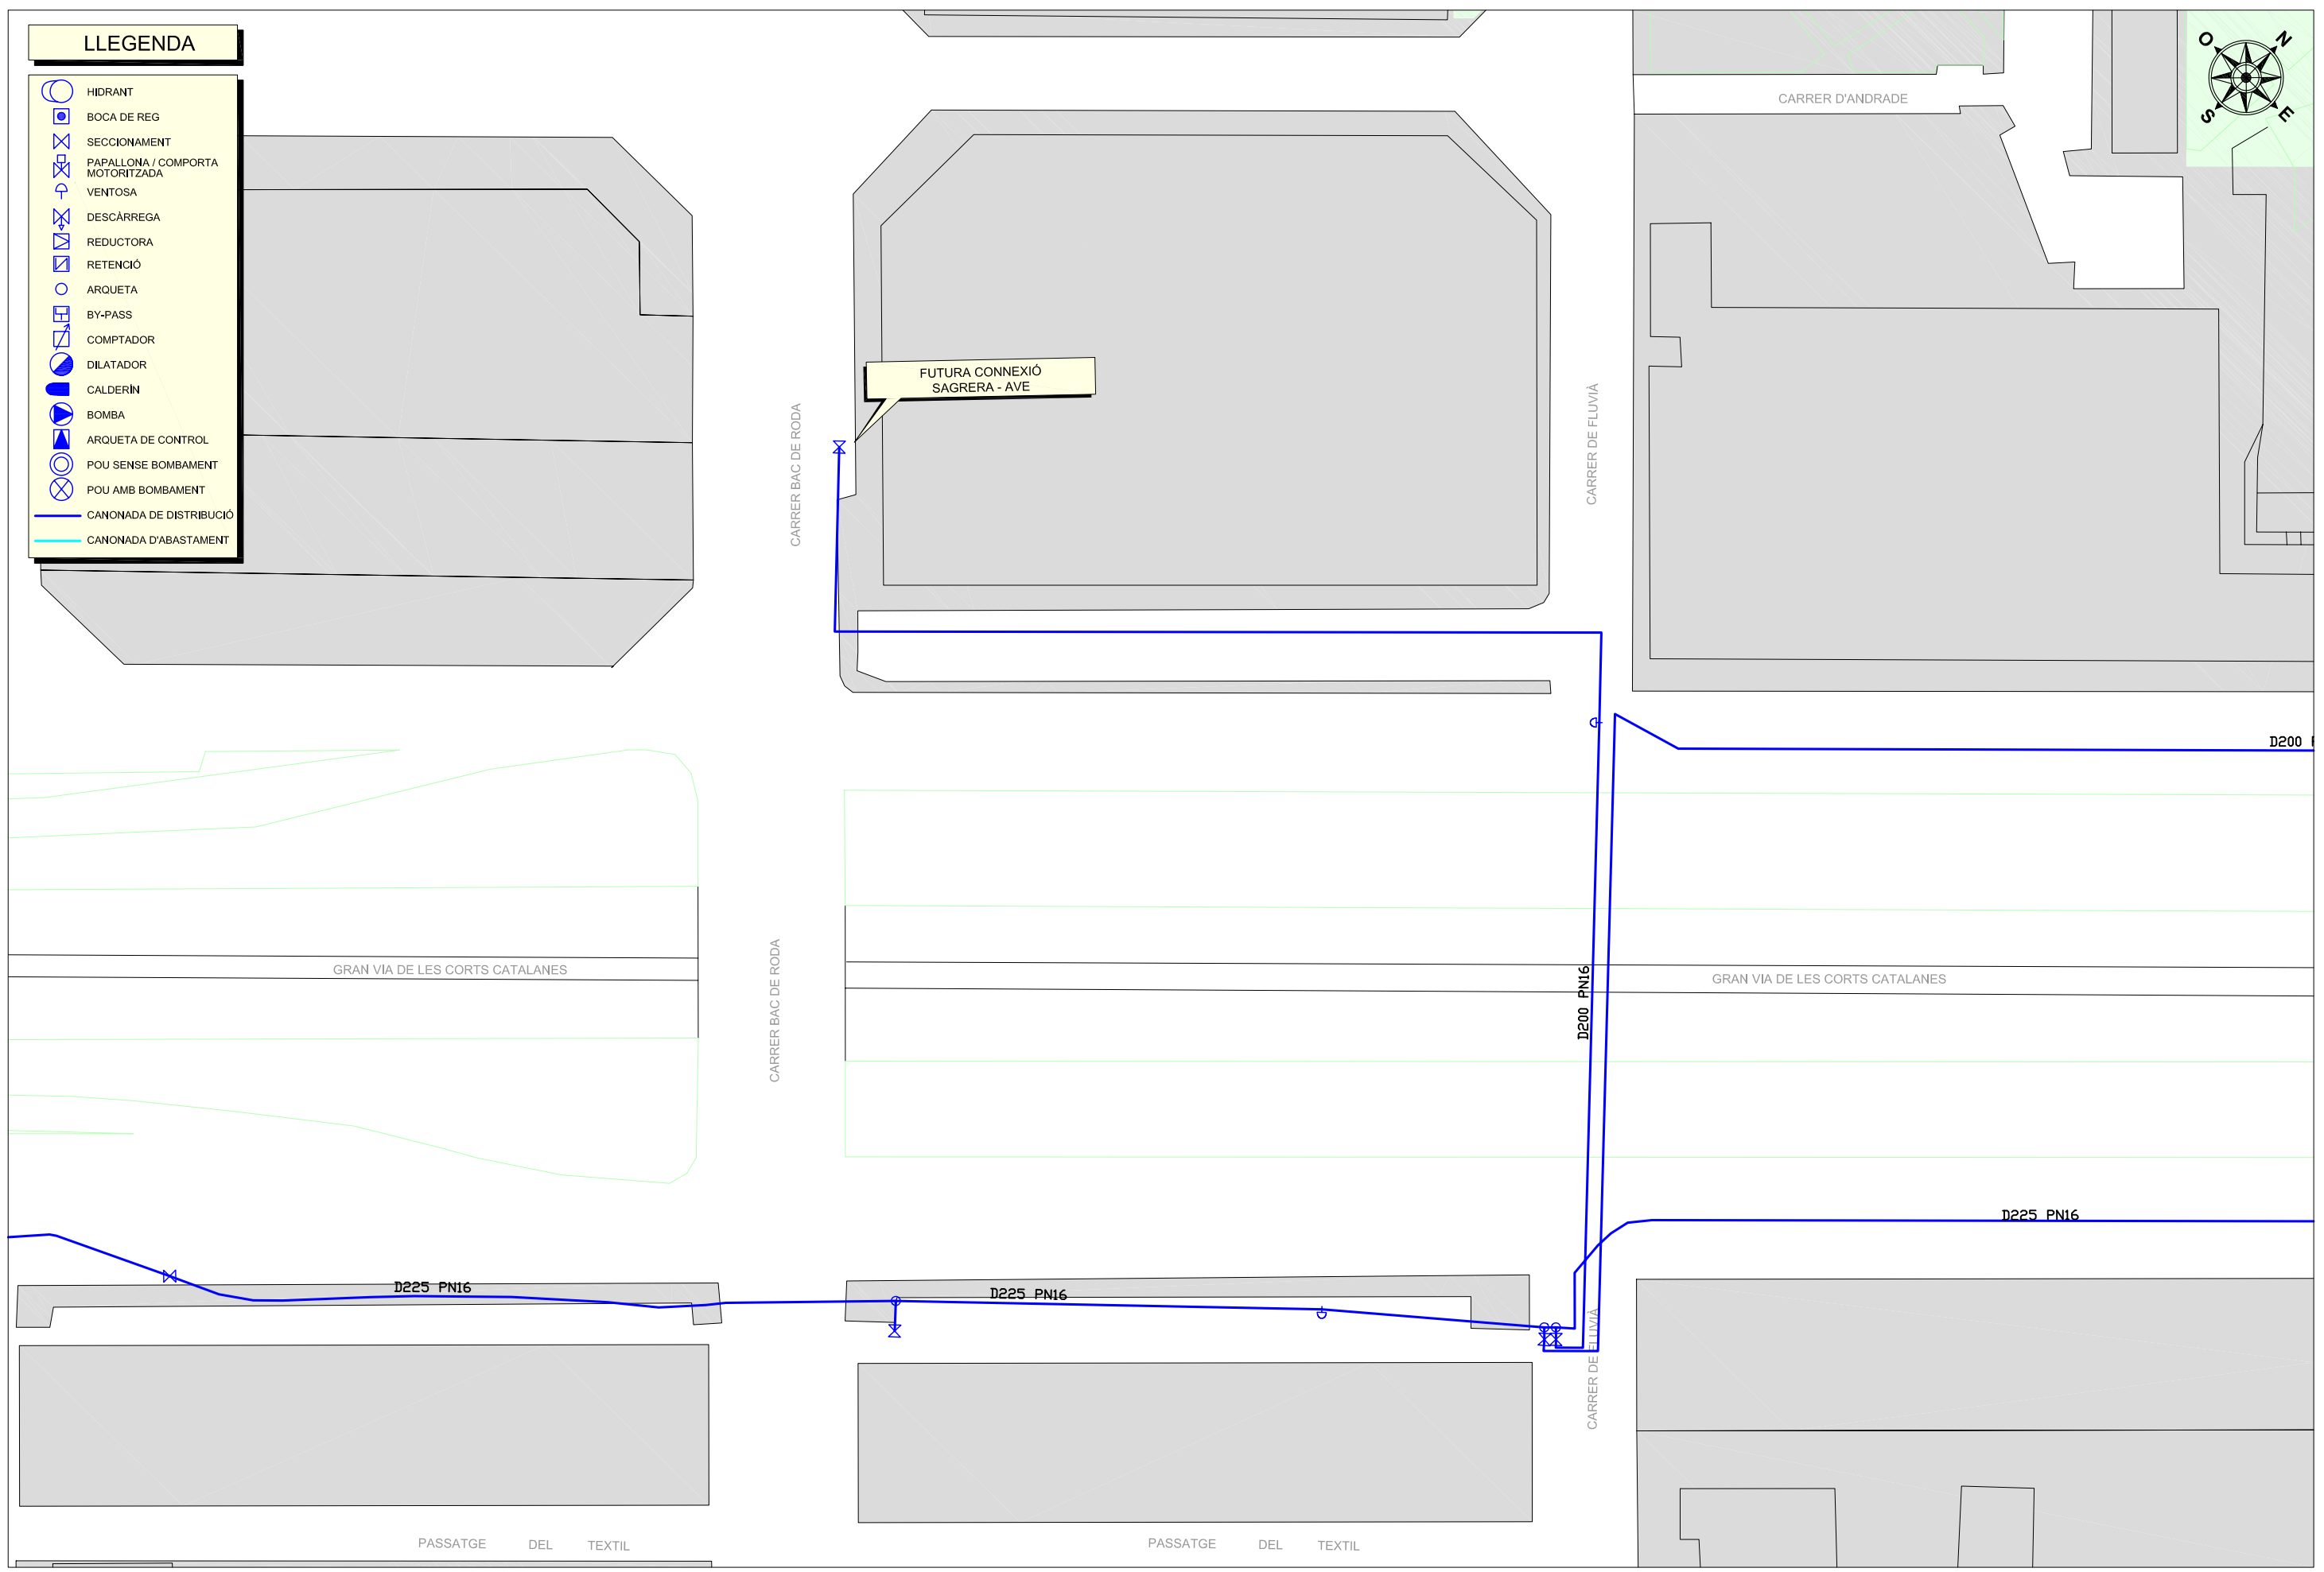 LLEGENDA
HIDRANT
BOCA DE REG
SECCIONAMENT
PAPALLONA / COMPORTA
MOTORITZADA
VENTOSA
DESCÀRREGA
REDUCTORA
RETENCIÓ
ARQUETA
BY-PASS
COMPTADOR
DILATADOR
CALDERÍN
BOMBA
ARQUETA DE CONTROL
POU SENSE BOMBAMENT
POU AMB BOMBAMENT
CANONADA DE DISTRIBUCIÓ
CANONADA D'ABASTAMENT
O N
S E
CARRER D'ANDRADE
FUTURA CONNEXIÓ
SAGRERA - AVE
CARRER BAC DE RODA
CARRER DE FLUVIÀ
D200
GRAN VIA DE LES CORTS CATALANES
CARRER BAC DE RODA
D200 PN16
GRAN VIA DE LES CORTS CATALANES
D225 PN16
D225 PN16
D225 PN16
CARRER DE FLUVIÀ
PASSATGE DEL TEXTIL
PASSATGE DEL TEXTIL